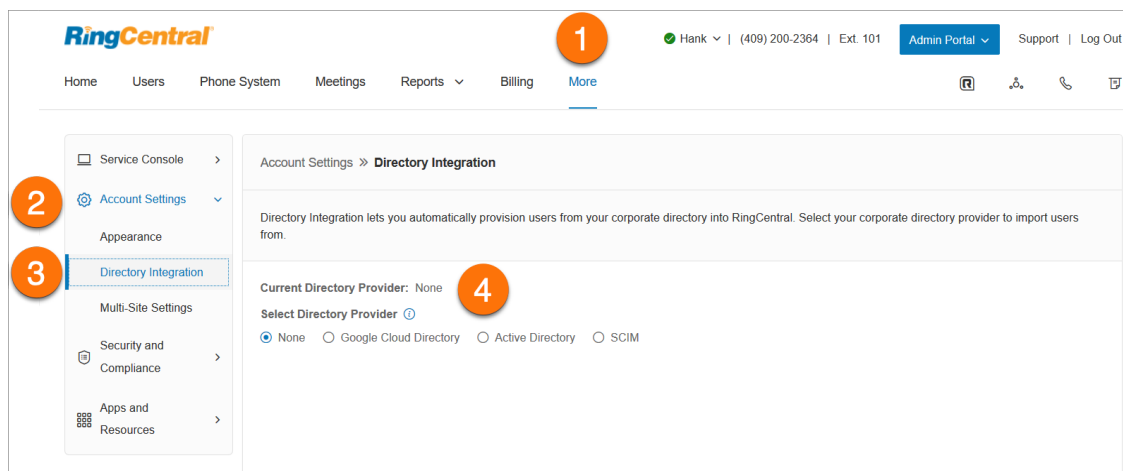 RingCentral
1
Hank | (409) 200-2364 | Ext. 101
Admin Portal
Support | Log Out
Home Users Phone System Meetings Reports Billing More
Service Console
2
Account Settings
Appearance
3
Directory Integration
Multi-Site Settings
Security and
Compliance
Apps and
Resources
Account Settings » Directory Integration
Directory Integration lets you automatically provision users from your corporate directory into RingCentral. Select your corporate directory provider to import users
from.
Current Directory Provider: None
4
Select Directory Provider
None Google Cloud Directory Active Directory SCIM